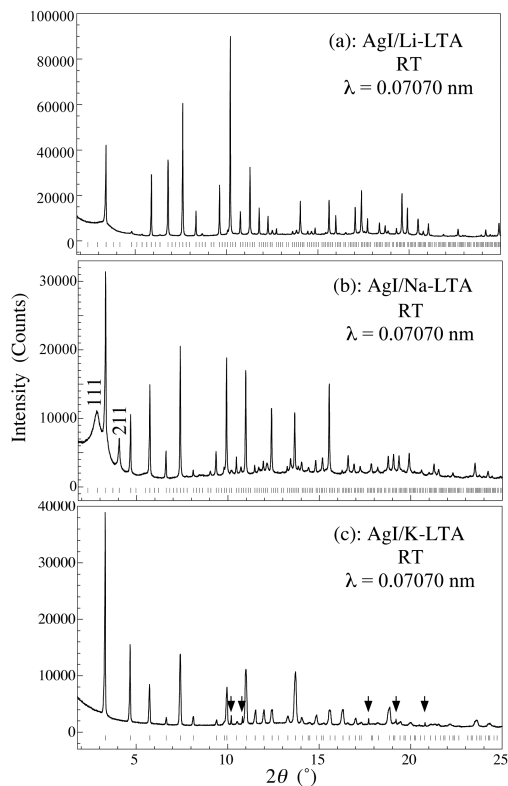 100000
(a): AgI/Li-LTA
RT
λ = 0.07070 nm
80000
60000
40000
20000
0
30000
(b): AgI/Na-LTA
RT
λ = 0.07070 nm
20000
111
211
10000
0
Intensity (Counts)
40000
(c): AgI/K-LTA
RT
λ = 0.07070 nm
30000
20000
10000
0
5 10 15 20 25
2θ (°)